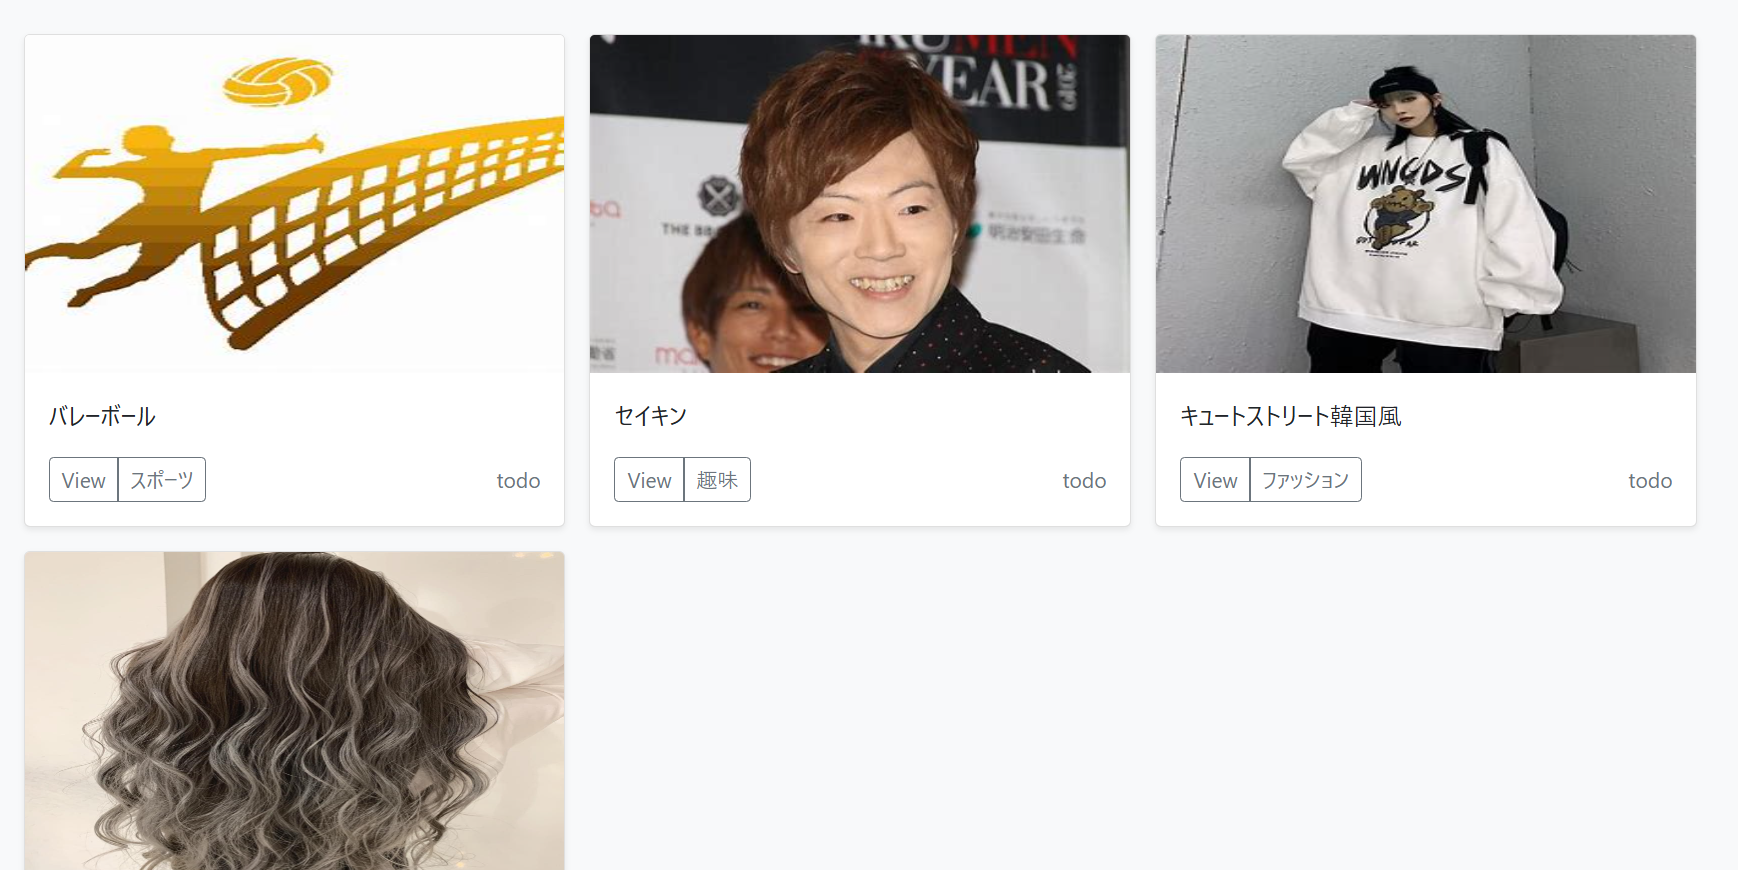 MEN
YEAR
2019
THE BB
明治安田生命
WNGDS
バレーボール
セイキン
キュートストリート韓国風
View スポーツ todo
View 趣味 todo
View ファッション todo